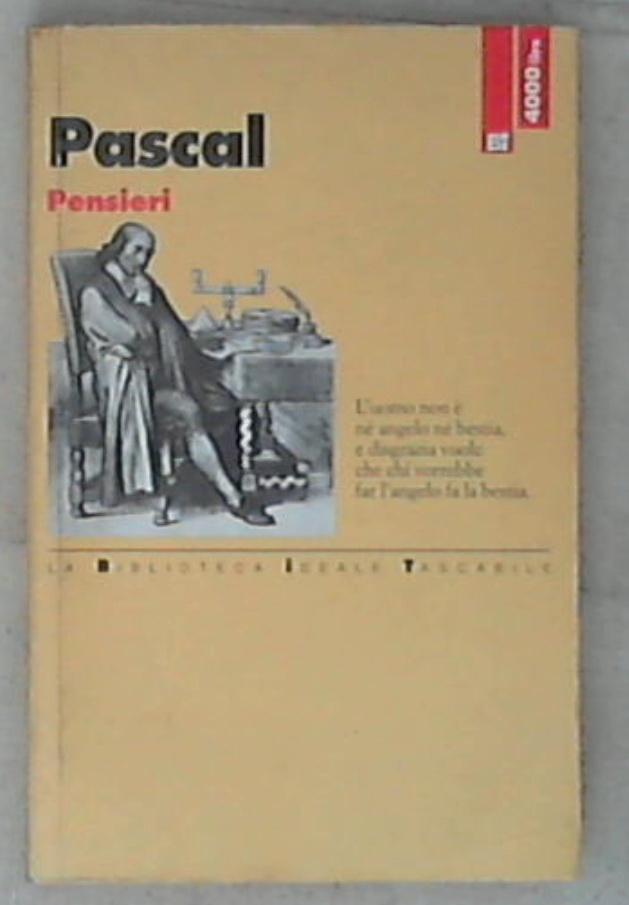 Pascal
Pensieri
4000 lire
L'uomo non è
né angelo né bestia,
e disgrazia vuole
che chi vorrebbe
far l'angelo fa la bestia.
LA BIBLIOTECA IDEALE TASCABILE